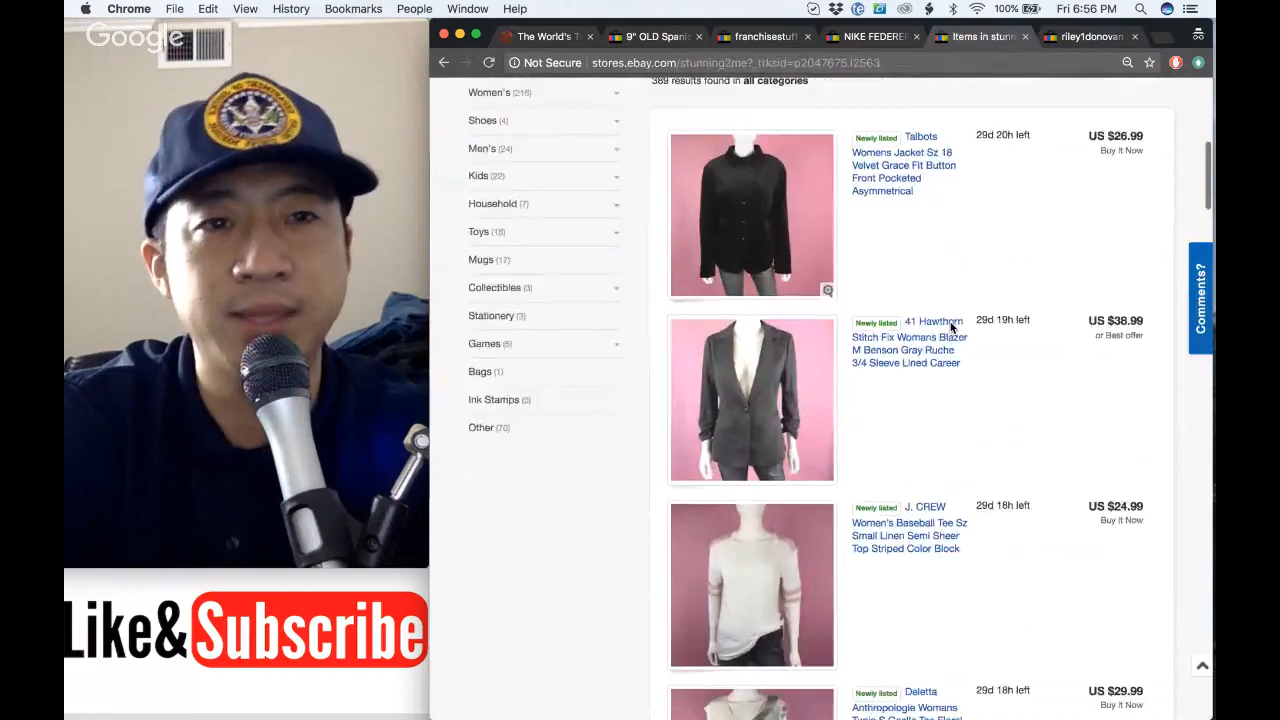 Chrome File Edit View History Bookmarks People Window Help 100% Fri 6:56 PM
Google
The World's T
9" OLD Spani
franchisestuff
NIKE FEDERER
Items in stunn
riley1donovan
Not Secure stores.ebay.com/stunning2me?_trksid=p2047675.l2563
389 results found in all categories
Women's (216)
Shoes (4)
Men's (24)
Kids (22)
Household (7)
Toys (18)
Mugs (17)
Collectibles (3)
Stationery (3)
Games (5)
Bags (1)
Other (70)
Newly listed Talbots
Womens Jacket Sz 18
Velvet Grace Fit Button
Front Pocketed
Asymmetrical
29d 20h left
US $26.99
Buy It Now
Newly listed 41 Hawthorn
Stitch Fix Womans Blazer
M Benson Gray Ruche
3/4 Sleeve Lined Career
29d 19h left
US $38.99
or Best offer
Newly listed J. CREW
Women's Baseball Tee Sz
Small Linen Semi Sheer
Top Striped Color Block
29d 18h left
US $24.99
Buy It Now
Newly listed Deletta
Anthropologie Womans
29d 18h left
US $29.99
Buy It Now
Comments?
Like& Subscribe